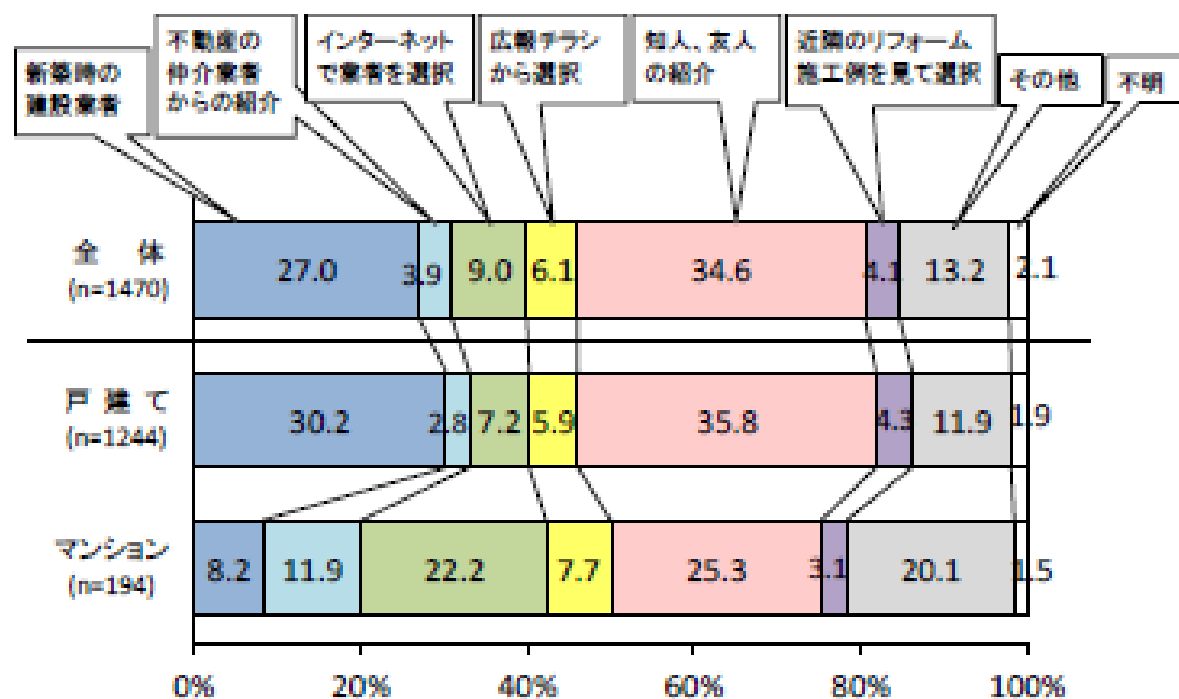 新築時の
建設業者
不動産の
仲介業者
からの紹介
インターネット
で業者を選択
広報チラシ
から選択
知人、友人
の紹介
近隣のリフォーム
施工例を見て選択
その他
不明
全 体
(n=1470)
27.0 3.9 9.0 6.1 34.6 4.1 13.2 2.1
戸 建 て
(n=1244)
30.2 2.8 7.2 5.9 35.8 4.3 11.9 1.9
マンション
(n=194)
8.2 11.9 22.2 7.7 25.3 3.1 20.1 1.5
0% 20% 40% 60% 80% 100%